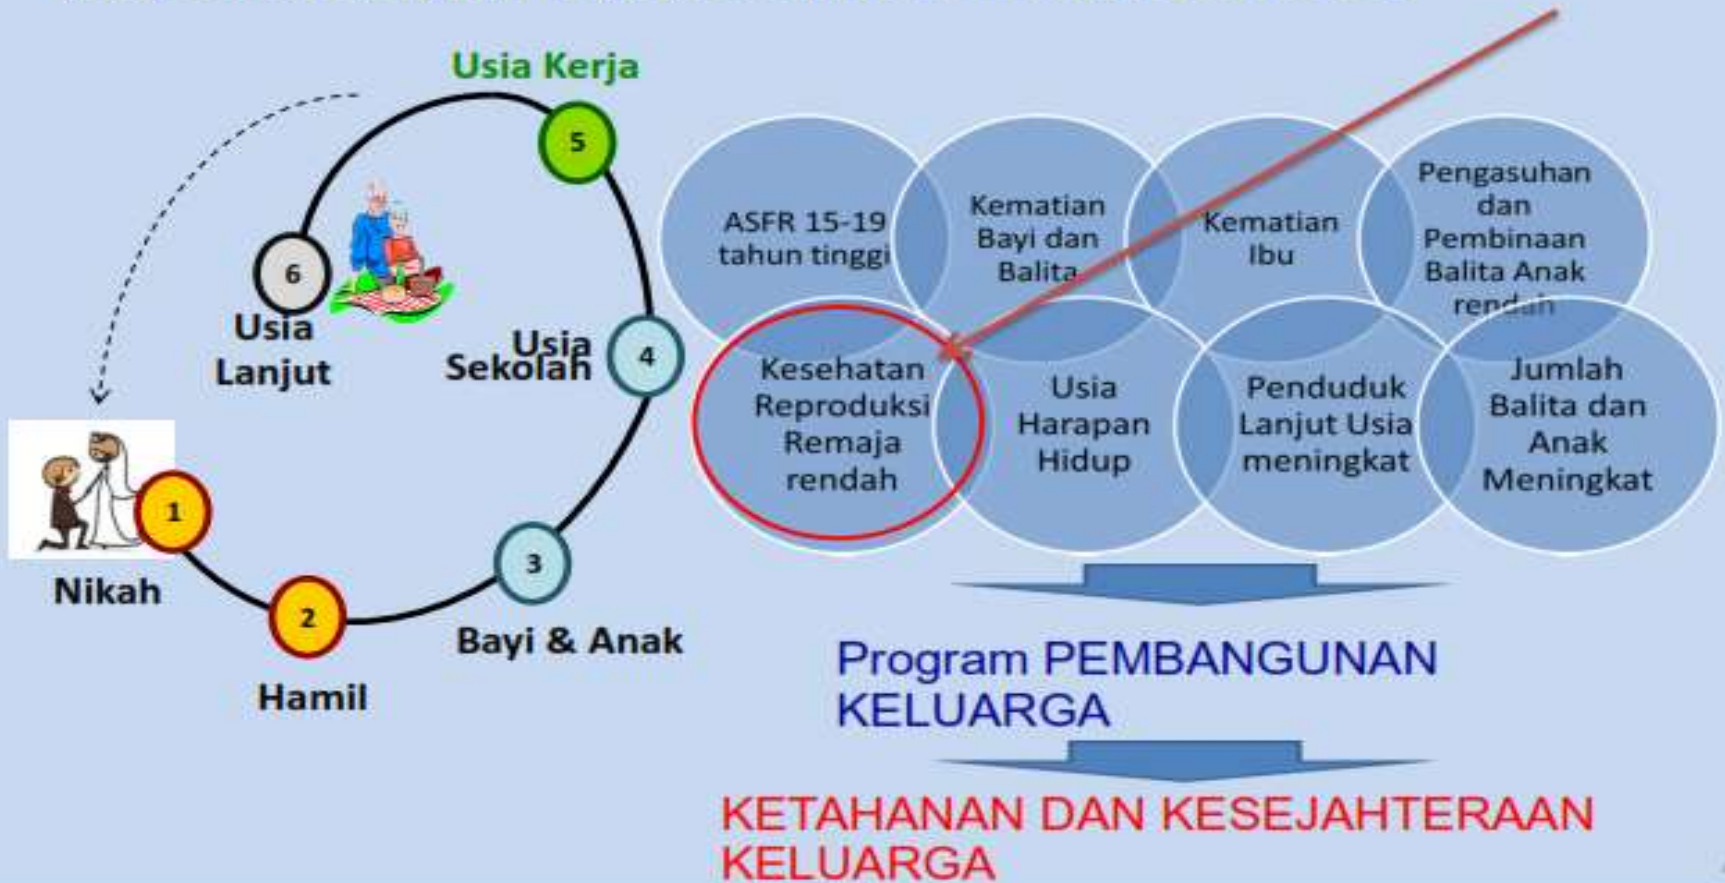 Usia Kerja
5
6
Usia
Lanjut
Usia
Sekolah
4
1
Nikah
2
Hamil
3
Bayi & Anak
ASFR 15-19
tahun tinggi
Kematian
Bayi dan
Balita
Kematian
Ibu
Pengasuhan
dan
Pembinaan
Balita Anak
rendah
Kesehatan
Reproduksi
Remaja
rendah
Usia
Harapan
Hidup
Penduduk
Lanjut Usia
meningkat
Jumlah
Balita dan
Anak
Meningkat
Program PEMBANGUNAN
KELUARGA
KETAHANAN DAN KESEJAHTERAAN
KELUARGA